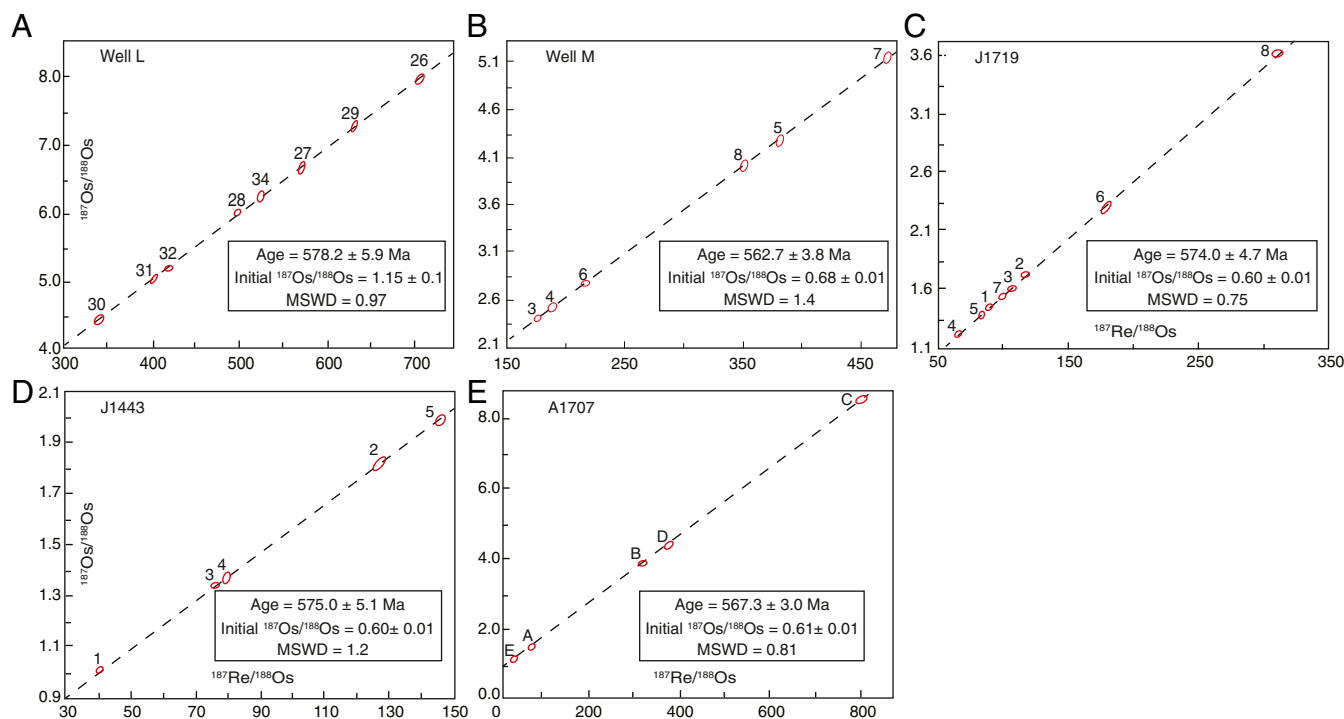 A
Well L
8.0
7.0
6.0
5.0
4.0
¹⁸⁷Os/¹⁸⁸Os
26
29
27
34
28
32
31
30
Age = 578.2 ± 5.9 Ma
Initial ¹⁸⁷Os/¹⁸⁸Os = 1.15 ± 0.1
MSWD = 0.97
300 400 500 600 700
B
Well M
5.1
4.6
4.1
3.6
3.1
2.6
2.1
7
5
8
6
4
3
Age = 562.7 ± 3.8 Ma
Initial ¹⁸⁷Os/¹⁸⁸Os = 0.68 ± 0.01
MSWD = 1.4
150 250 350 450
C
J1719
3.6
3.1
2.6
2.1
1.6
1.1
8
6
2
3
7
1
5
4
Age = 574.0 ± 4.7 Ma
Initial ¹⁸⁷Os/¹⁸⁸Os = 0.60 ± 0.01
MSWD = 0.75
¹⁸⁷Re/¹⁸⁸Os
50 150 250 350
D
J1443
2.1
1.9
1.7
1.5
1.3
1.1
0.9
¹⁸⁷Os/¹⁸⁸Os
5
2
4
3
1
Age = 575.0 ± 5.1 Ma
Initial ¹⁸⁷Os/¹⁸⁸Os = 0.60± 0.01
MSWD = 1.2
¹⁸⁷Re/¹⁸⁸Os
30 50 70 90 110 130 150
E
A1707
8.0
6.0
4.0
2.0
0.0
C
D
B
A
E
Age = 567.3 ± 3.0 Ma
Initial ¹⁸⁷Os/¹⁸⁸Os = 0.61± 0.01
MSWD = 0.81
¹⁸⁷Re/¹⁸⁸Os
0 200 400 600 800